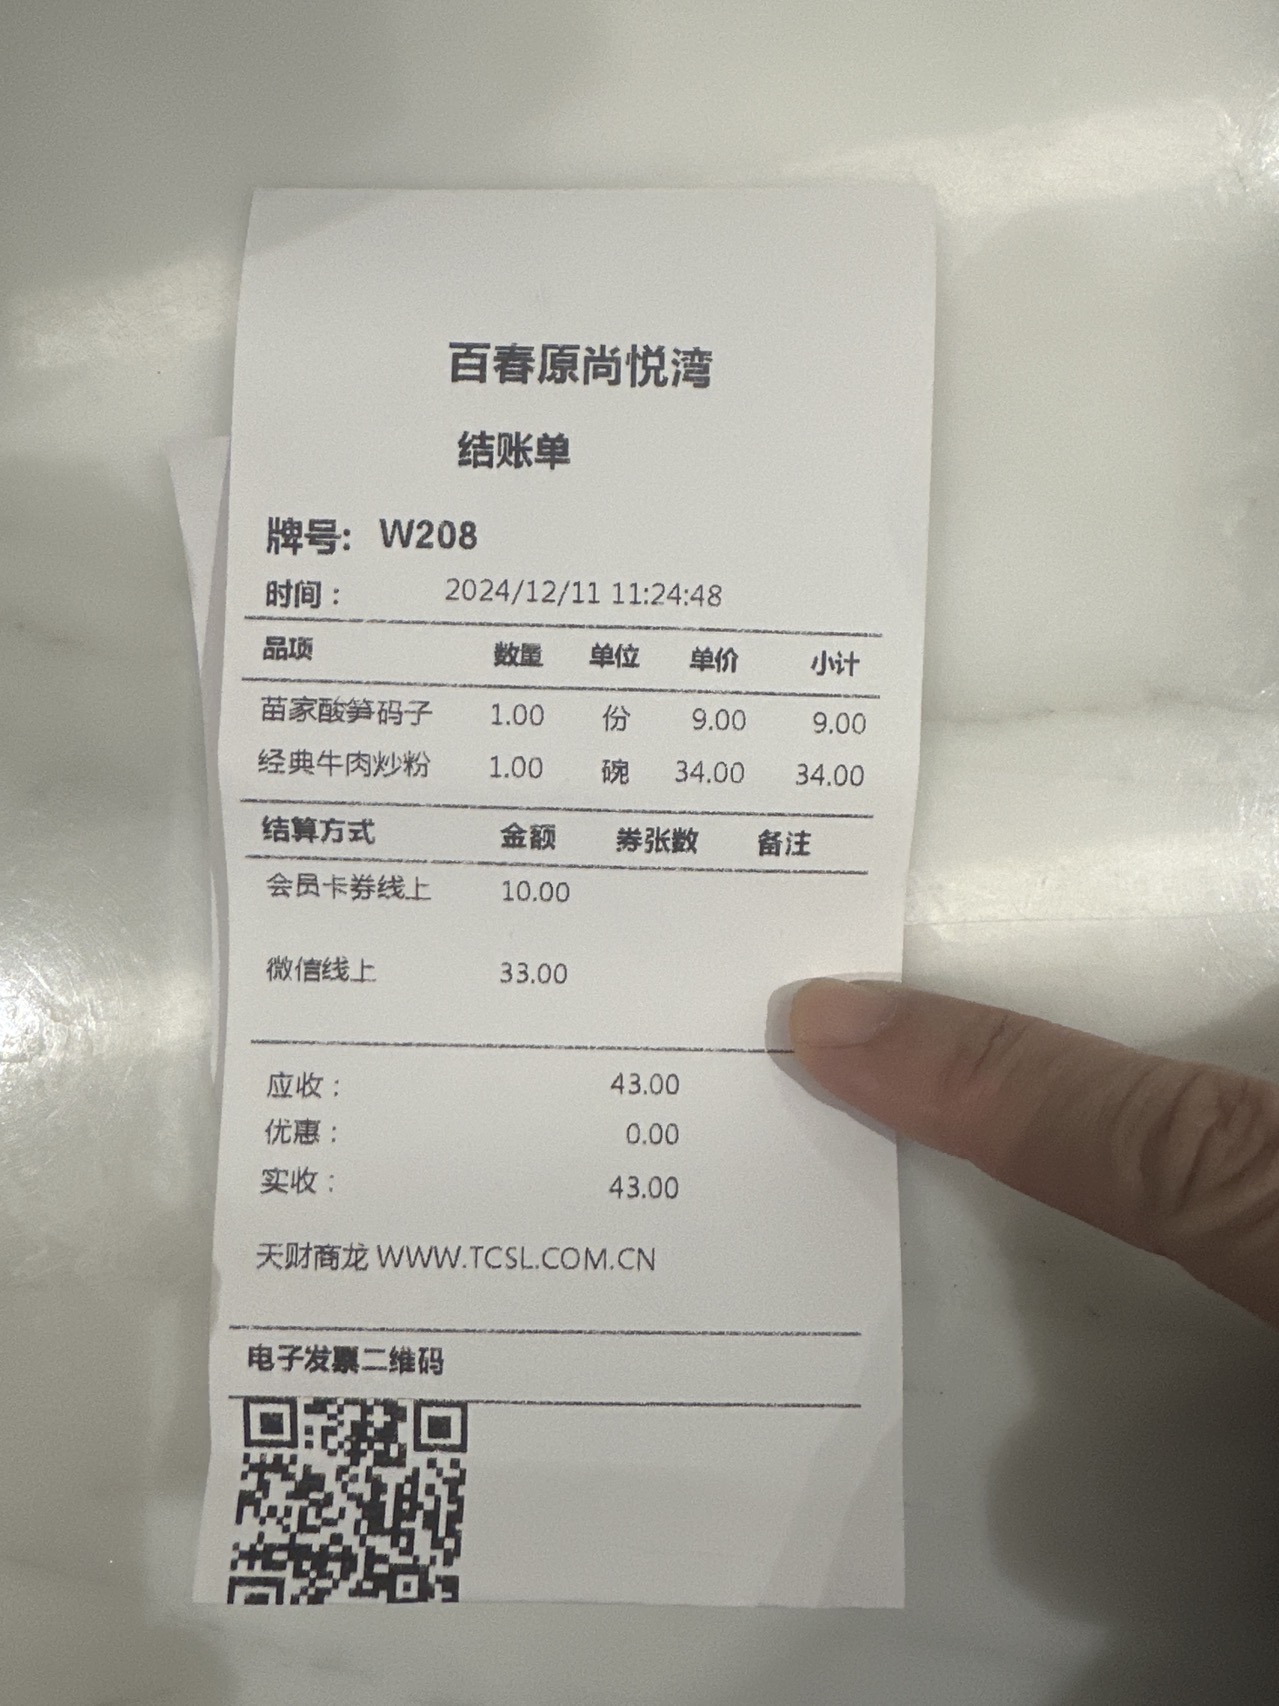 百春原尚悦湾
结账单
牌号: W208
时间： 2024/12/11 11:24:48
品项 数量 单位 单价 小计
苗家酸笋码子 1.00 份 9.00 9.00
经典牛肉炒粉 1.00 碗 34.00 34.00
结算方式 金额 券张数 备注
会员卡券线上 10.00
微信线上 33.00
应收： 43.00
优惠： 0.00
实收： 43.00
天财商龙 WWW.TCSL.COM.CN
电子发票二维码